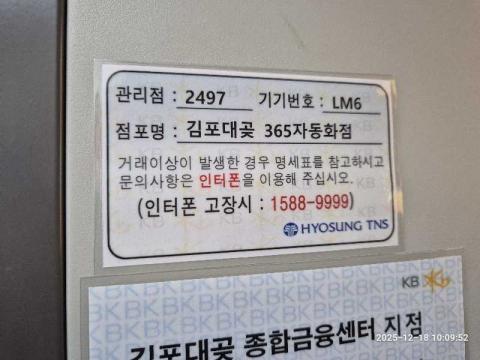 관리점 : 2497 기기번호 : LM6
점포명 : 김포대곶 365자동화점
거래이상이 발생한 경우 명세표를 참고하시고
문의사항은 인터폰을 이용해 주십시오.
(인터폰 고장시 : 1588-9999)
HYOSUNG TNS
KB
2025-12-18 10:09:52
김포대곶 종합금융센터 지정